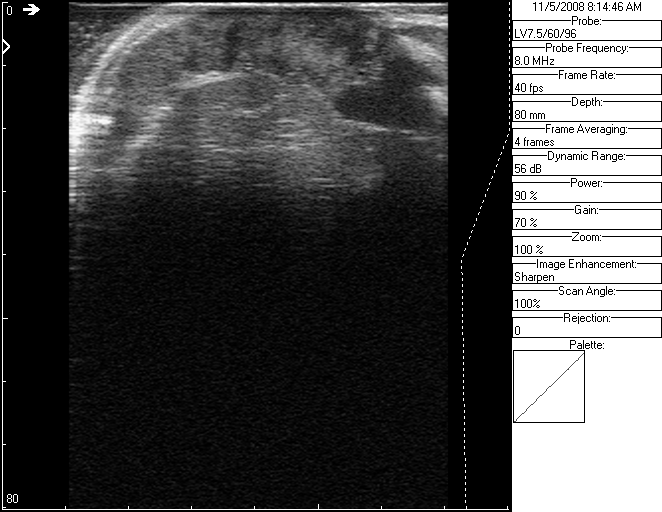 0
80
11/5/2008 8:14:46 AM
Probe:
LV7.5/60/96
Probe Frequency:
8.0 MHz
Frame Rate:
40 fps
Depth:
80 mm
Frame Averaging:
4 frames
Dynamic Range:
56 dB
Power:
90 %
Gain:
70 %
Zoom:
100 %
Image Enhancement:
Sharpen
Scan Angle:
100%
Rejection:
0
Palette: